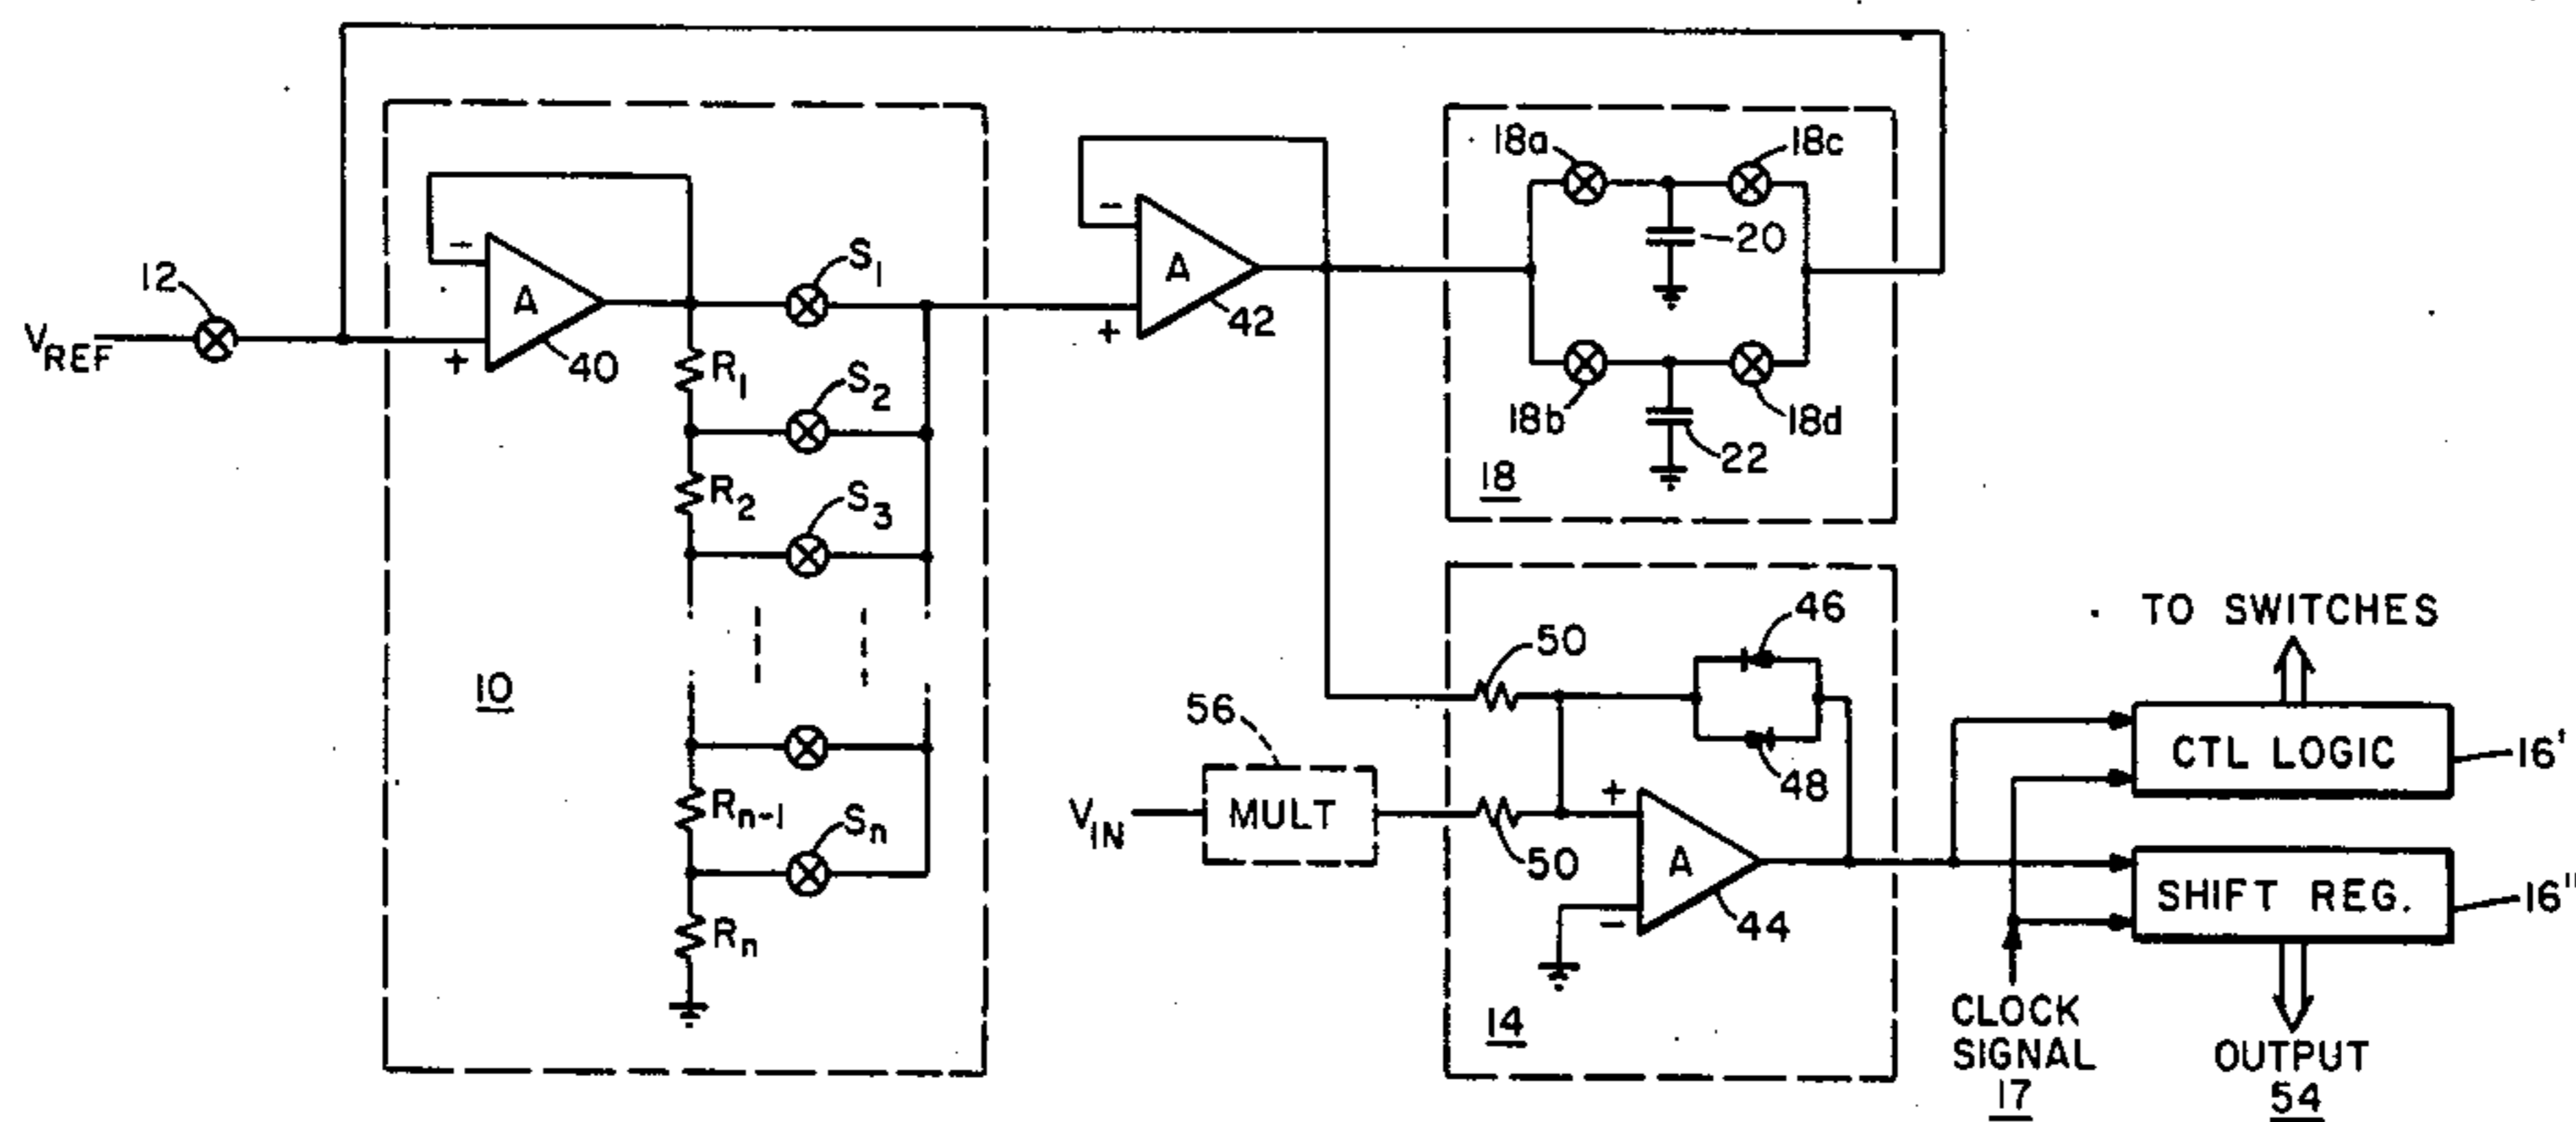 V_REF
12
A
-
+
40
S_1
R_1
S_2
R_2
S_3
10
R_n-1
S_n
R_n
A
-
+
42
18a
18c
20
18b
18d
22
18
50
46
48
56
V_IN
MULT
50
+
-
A
44
14
TO SWITCHES
CTL LOGIC
16'
SHIFT REG.
16"
CLOCK
SIGNAL
17
OUTPUT
54